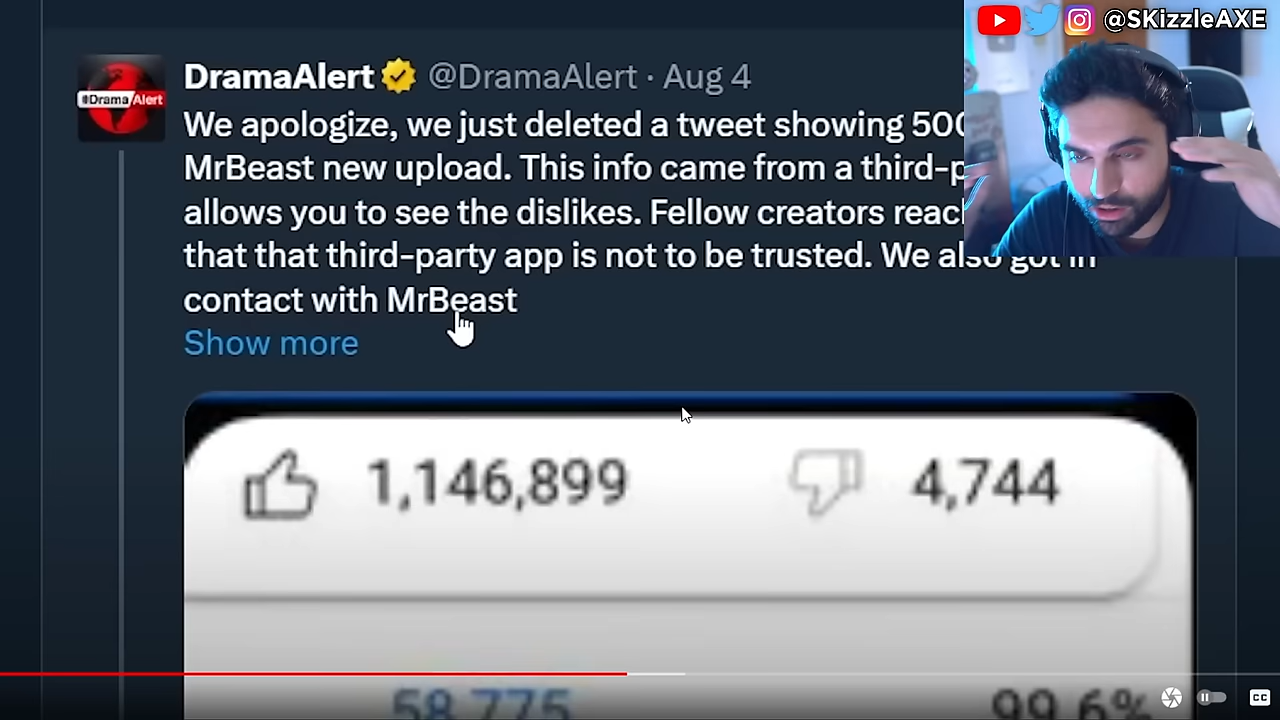 @SKizzleAXE
DramaAlert @DramaAlert · Aug 4
#DramaAlert
We apologize, we just deleted a tweet showing 500
MrBeast new upload. This info came from a third-p
allows you to see the dislikes. Fellow creators reac
that that third-party app is not to be trusted. We also got in
contact with MrBeast
Show more
1,146,899 4,744
58,775 99.6%
CC